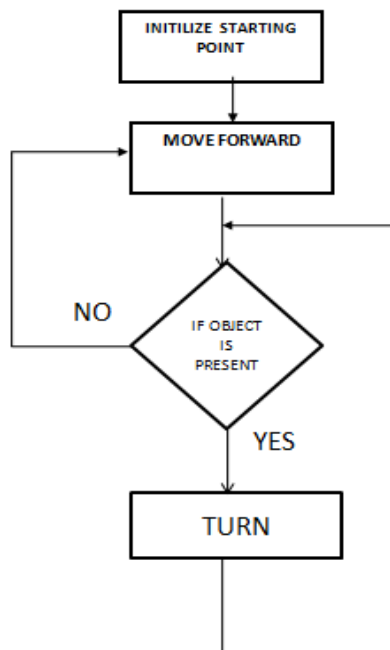 INITILIZE STARTING
POINT
MOVE FORWARD
NO
IF OBJECT
IS
PRESENT
YES
TURN